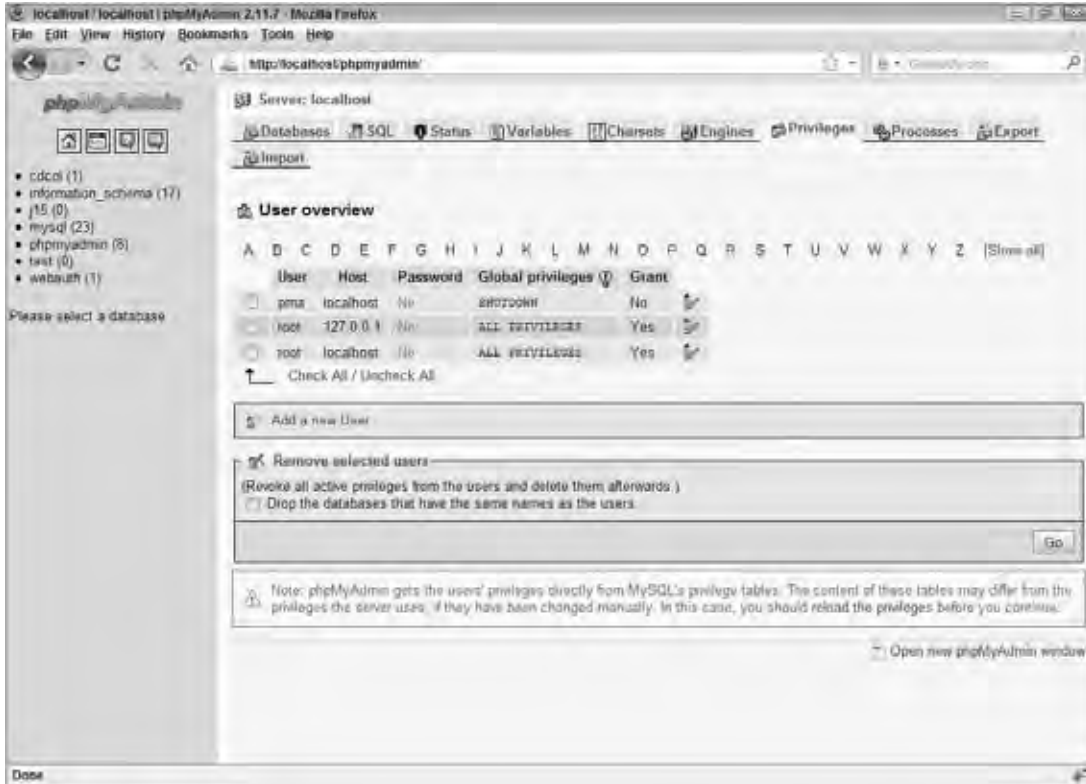 localhost / localhost | phpMyAdmin 2.11.7 - Mozilla Firefox
File Edit View History Bookmarks Tools Help
http://localhost/phpmyadmin/
phpMyAdmin
cdcol (1)
information_schema (17)
j15 (0)
mysql (23)
phpmyadmin (8)
test (0)
webauth (1)
Please select a database
Server: localhost
Databases SQL Status Variables Charsets Engines Privileges Processes Export
Import
User overview
A B C D E F G H I J K L M N O P Q R S T U V W X Y Z [Show all]
User Host Password Global privileges Grant
pma localhost No SHUTDOWN No
root 127.0.0.1 No ALL PRIVILEGES Yes
root localhost No ALL PRIVILEGES Yes
Check All / Uncheck All
Add a new User
Remove selected users
(Revoke all active privileges from the users and delete them afterwards.)
Drop the databases that have the same names as the users.
Go
Note: phpMyAdmin gets the users' privileges directly from MySQL's privilege tables. The content of these tables may differ from the
privileges the server uses, if they have been changed manually. In this case, you should reload the privileges before you continue.
Open new phpMyAdmin window
Done